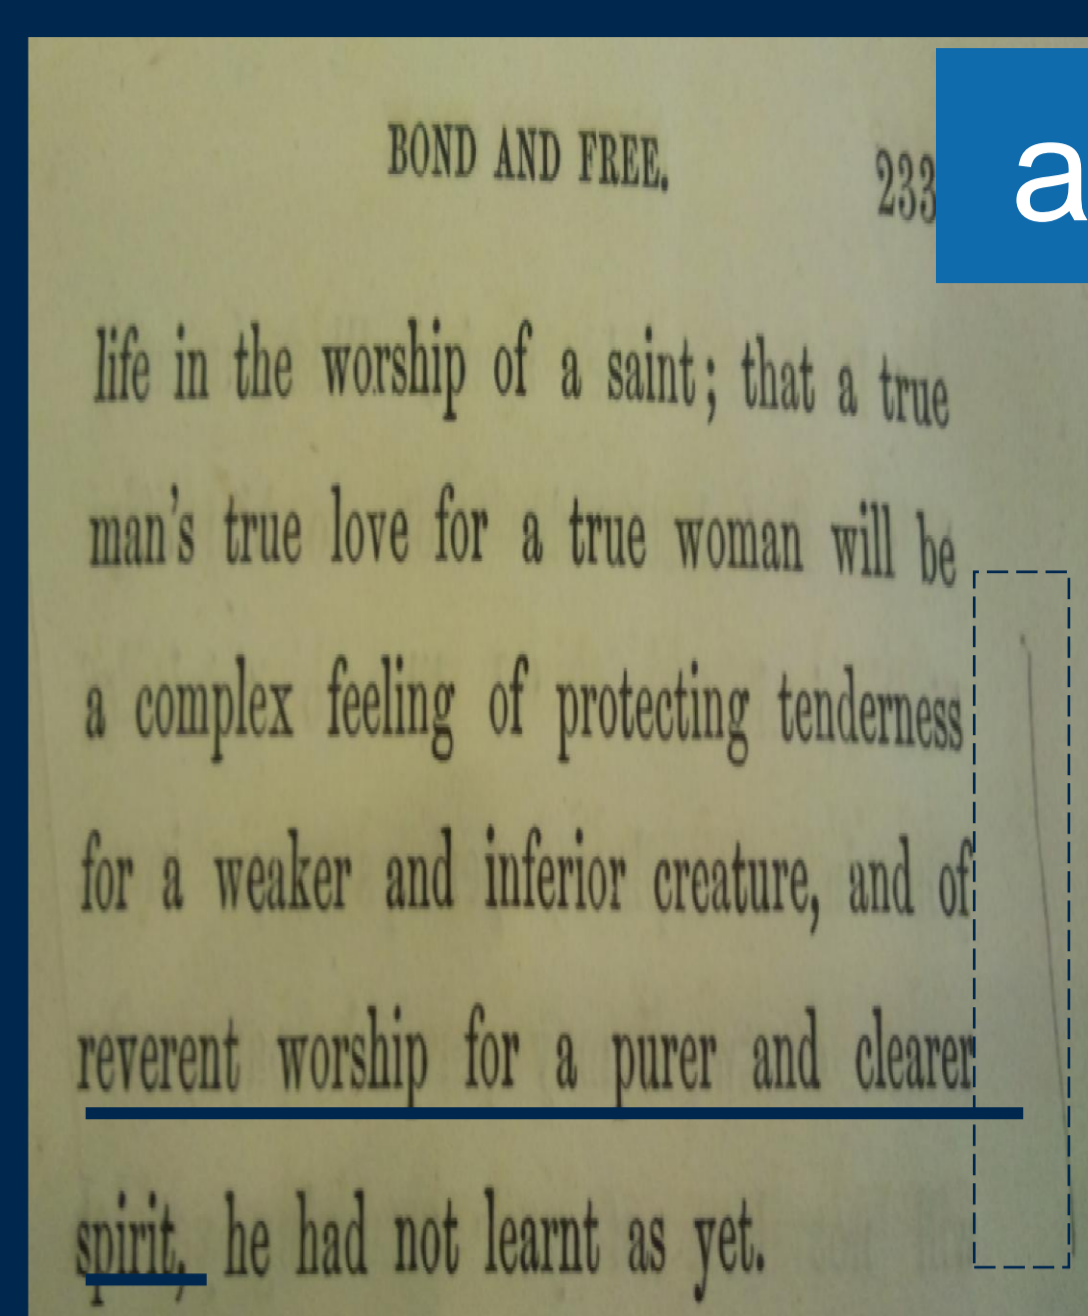 BOND AND FREE.
233
a
life in the worship of a saint; that a true
man's true love for a true woman will be
a complex feeling of protecting tenderness
for a weaker and inferior creature, and of
reverent worship for a purer and clearer
spirit, he had not learnt as yet.